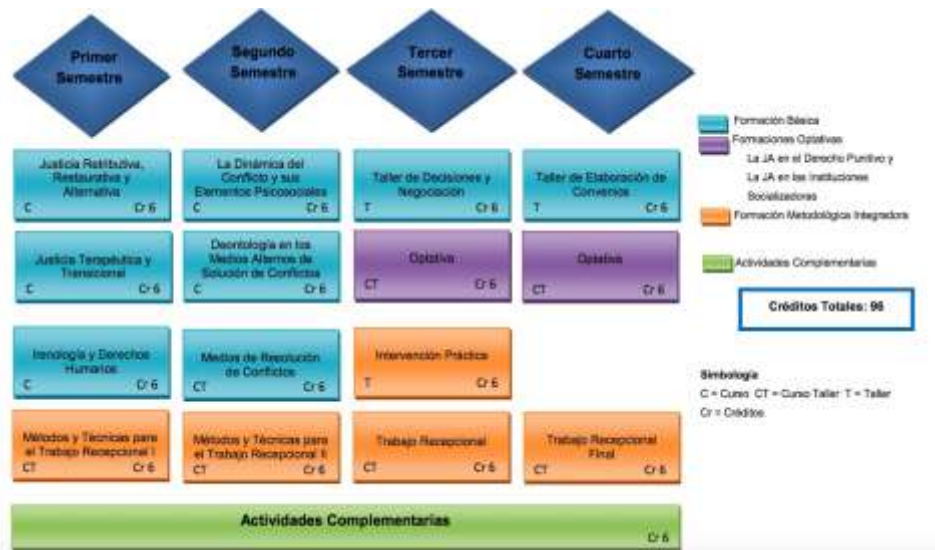 Primer
Semestre
Segundo
Semestre
Tercer
Semestre
Cuarto
Semestre
Justicia Retributiva,
Restaurativa y
Alternativa
C Cr 6
La Dinámica del
Conflicto y sus
Elementos Psicosociales
C Cr 6
Taller de Decisiones y
Negociación
T Cr 6
Taller de Elaboración de
Convenios
T Cr 6
Justicia Terapéutica y
Transicional
C Cr 6
Deontología en los
Medios Alternos de
Solución de Conflictos
C Cr 6
Optativa
CT Cr 6
Optativa
CT Cr 6
Irenología y Derechos
Humanos
C Cr 6
Medios de Resolución
de Conflictos
CT Cr 6
Intervención Práctica
T Cr 6
Métodos y Técnicas para
el Trabajo Recepcional I
CT Cr 6
Métodos y Técnicas para
el Trabajo Recepcional II
CT Cr 6
Trabajo Recepcional
CT Cr 6
Trabajo Recepcional
Final
CT Cr 6
Actividades Complementarias
Cr 6
Formación Básica
Formaciones Optativas
La JA en el Derecho Punitivo y
La JA en las Instituciones
Socializadoras
Formación Metodológica Integradora
Actividades Complementarias
Créditos Totales: 96
Simbología
C = Curso CT = Curso Taller T = Taller
Cr = Créditos